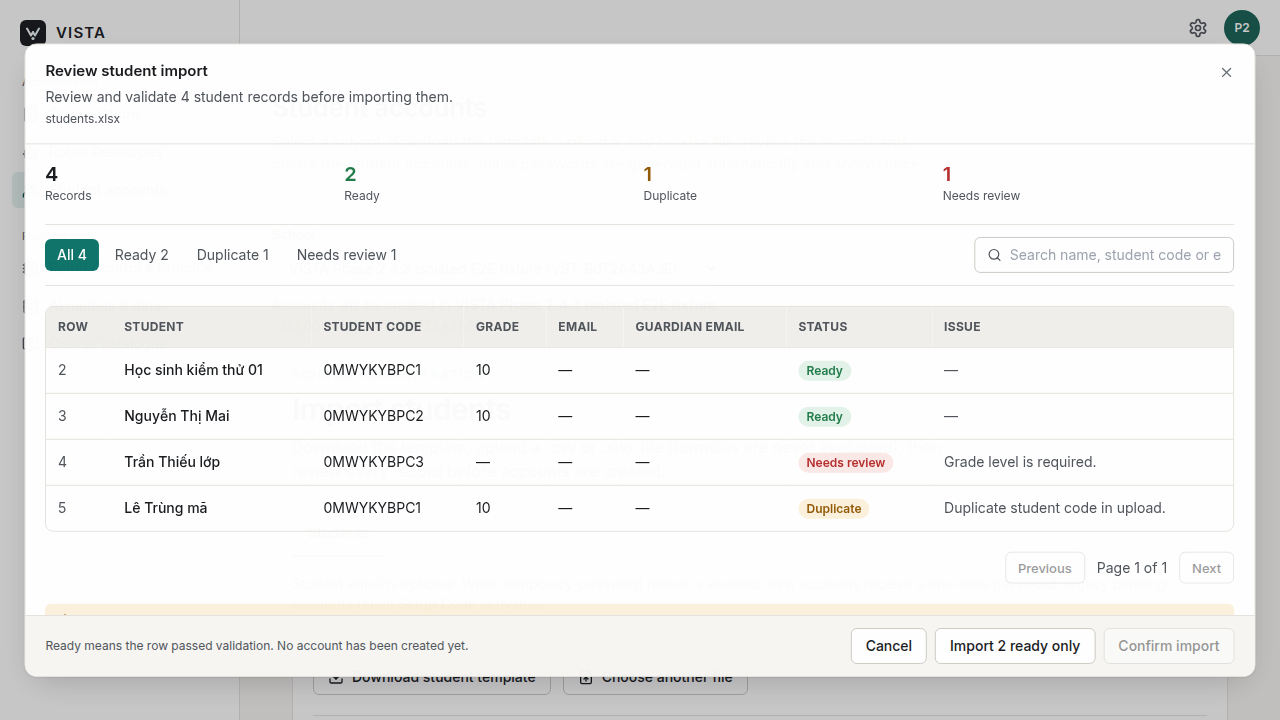 VISTA
P2
Review student import
Review and validate 4 student records before importing them.
students.xlsx
Student accounts
4
Records
2
Ready
1
Duplicate
1
Needs review
All 4
Ready 2
Duplicate 1
Needs review 1
Search name, student code or e
ROW STUDENT STUDENT CODE GRADE EMAIL GUARDIAN EMAIL STATUS ISSUE
2 Học sinh kiểm thử 01 0MWYKYBPC1 10 — — Ready —
3 Nguyễn Thị Mai 0MWYKYBPC2 10 — — Ready —
Import students
4 Trần Thiếu lớp 0MWYKYBPC3 — — — Needs review Grade level is required.
5 Lê Trùng mã 0MWYKYBPC1 10 — — Duplicate Duplicate student code in upload.
Previous Page 1 of 1 Next
Ready means the row passed validation. No account has been created yet.
Cancel Import 2 ready only Confirm import
Download student template Choose another file